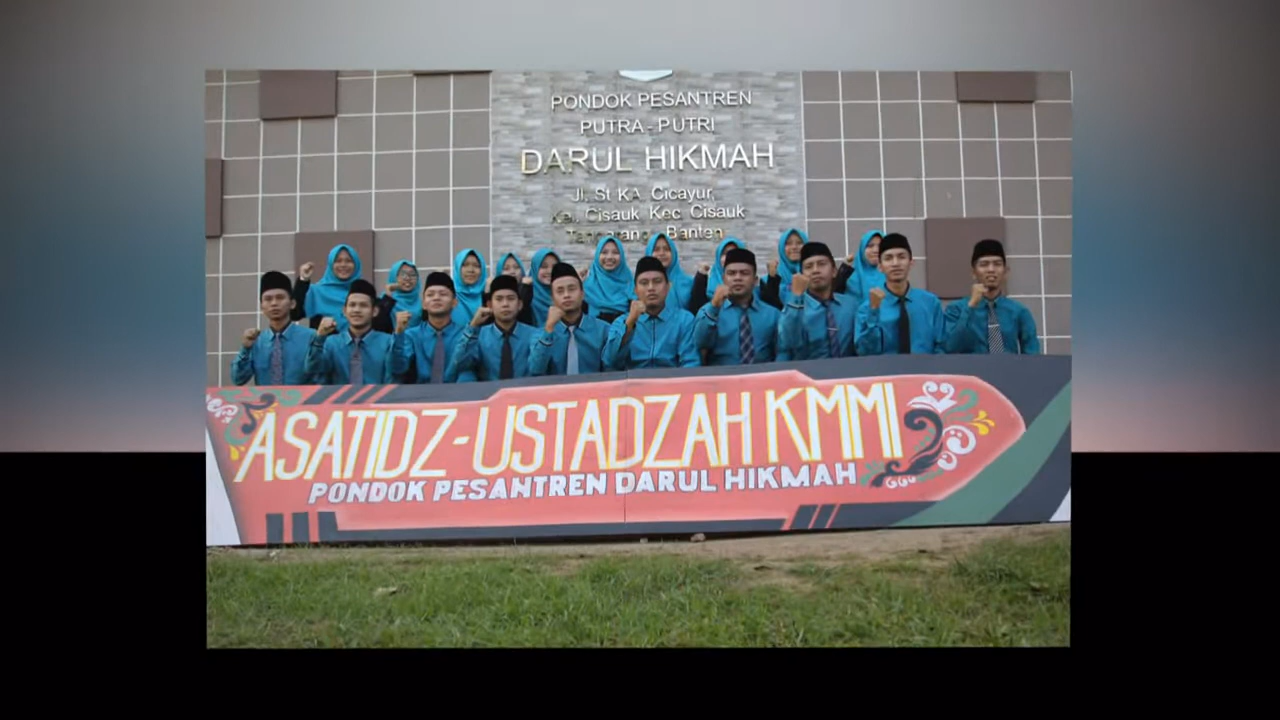 PONDOK PESANTREN
PUTRA - PUTRI
DARUL HIKMAH
Jl. St KA. Cicayur,
Kel. Cisauk Kec. Cisauk
Tangerang - Banten
ASATIDZ-USTADZAH KMMI
PONDOK PESANTREN DARUL HIKMAH